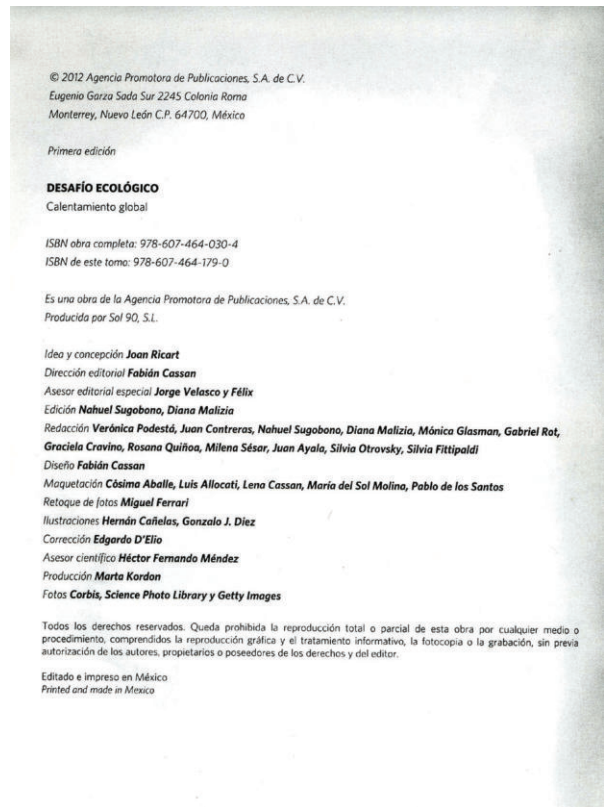 © 2012 Agencia Promotora de Publicaciones, S.A. de C.V.
Eugenio Garza Sada Sur 2245 Colonia Roma
Monterrey, Nuevo León C.P. 64700, México
Primera edición
DESAFÍO ECOLÓGICO
Calentamiento global
ISBN obra completa: 978-607-464-030-4
ISBN de este tomo: 978-607-464-179-0
Es una obra de la Agencia Promotora de Publicaciones, S.A. de C.V.
Producida por Sol 90, S.L.
Idea y concepción Joan Ricart
Dirección editorial Fabián Cassan
Asesor editorial especial Jorge Velasco y Félix
Edición Nahuel Sugobono, Diana Malizia
Redacción Verónica Podestá, Juan Contreras, Nahuel Sugobono, Diana Malizia, Mónica Glasman, Gabriel Rot,
Graciela Cravino, Rosana Quiñoa, Milena Sésar, Juan Ayala, Silvia Otrovsky, Silvia Fittipaldi
Diseño Fabián Cassan
Maquetación Cósima Aballe, Luis Allocati, Lena Cassan, María del Sol Molina, Pablo de los Santos
Retoque de fotos Miguel Ferrari
Ilustraciones Hernán Cañelas, Gonzalo J. Diez
Corrección Edgardo D'Elio
Asesor científico Héctor Fernando Méndez
Producción Marta Kordon
Fotos Corbis, Science Photo Library y Getty Images
Todos los derechos reservados. Queda prohibida la reproducción total o parcial de esta obra por cualquier medio o
procedimiento, comprendidos la reproducción gráfica y el tratamiento informativo, la fotocopia o la grabación, sin previa
autorización de los autores, propietarios o poseedores de los derechos y del editor.
Editado e impreso en México
Printed and made in Mexico